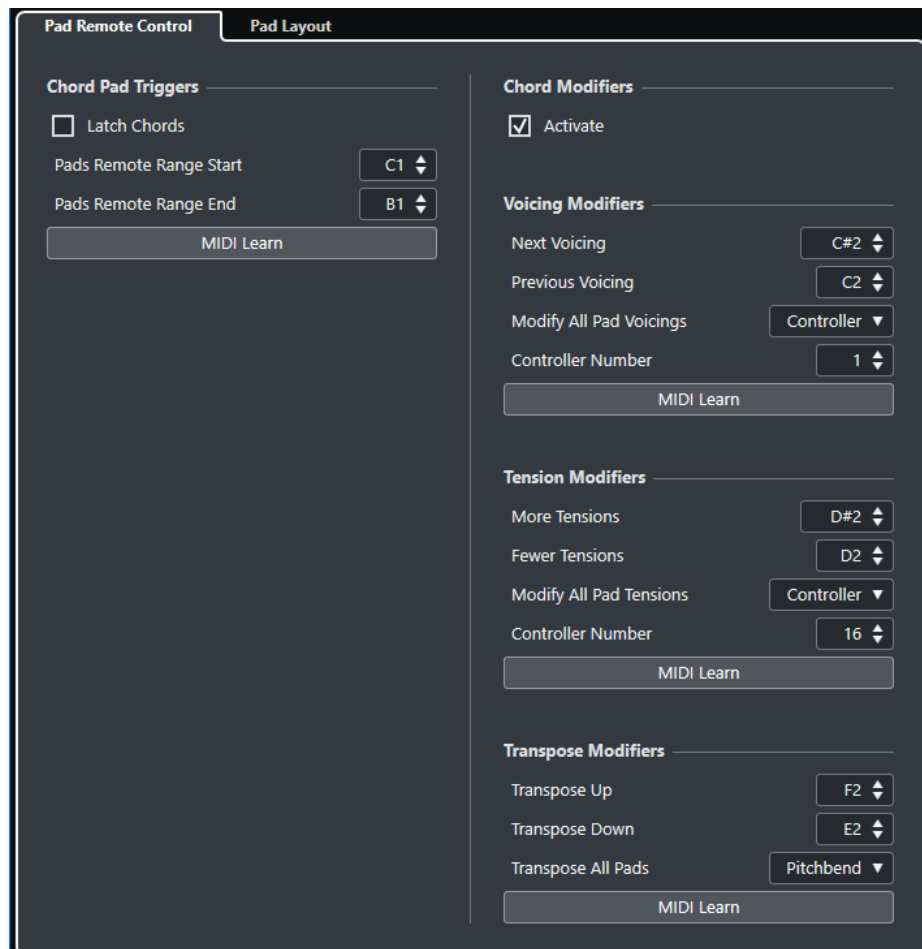 Pad Remote Control
Pad Layout
Chord Pad Triggers
Latch Chords
Pads Remote Range Start C1
Pads Remote Range End B1
MIDI Learn
Chord Modifiers
Activate
Voicing Modifiers
Next Voicing C#2
Previous Voicing C2
Modify All Pad Voicings Controller
Controller Number 1
MIDI Learn
Tension Modifiers
More Tensions D#2
Fewer Tensions D2
Modify All Pad Tensions Controller
Controller Number 16
MIDI Learn
Transpose Modifiers
Transpose Up F2
Transpose Down E2
Transpose All Pads Pitchbend
MIDI Learn